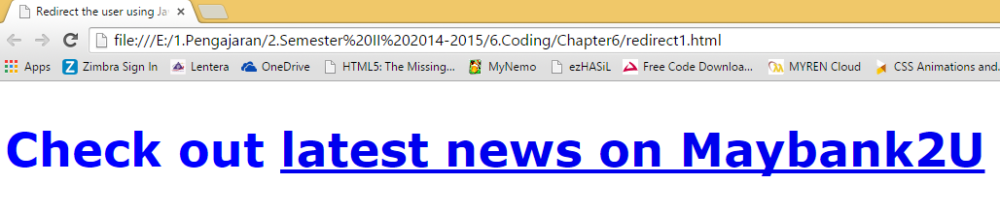 Redirect the user using Ja
file:///E:/1.Pengajaran/2.Semester%20II%202014-2015/6.Coding/Chapter6/redirect1.html
Apps Zimbra Sign In Lentera OneDrive HTML5: The Missing... MyNemo ezHASiL Free Code Downloa... MYREN Cloud CSS Animations and.
Check out latest news on Maybank2U